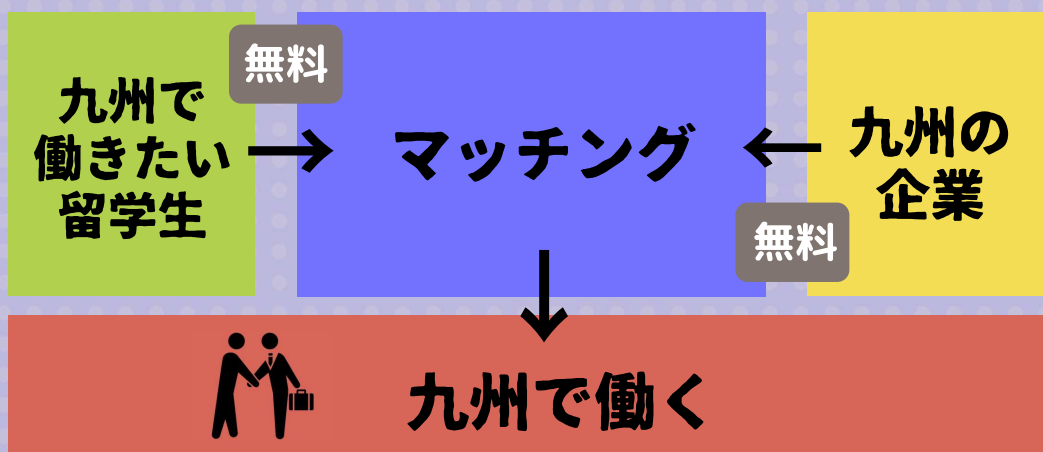 九州で
働きたい
留学生
無料
マッチング
九州の
企業
無料
九州で働く